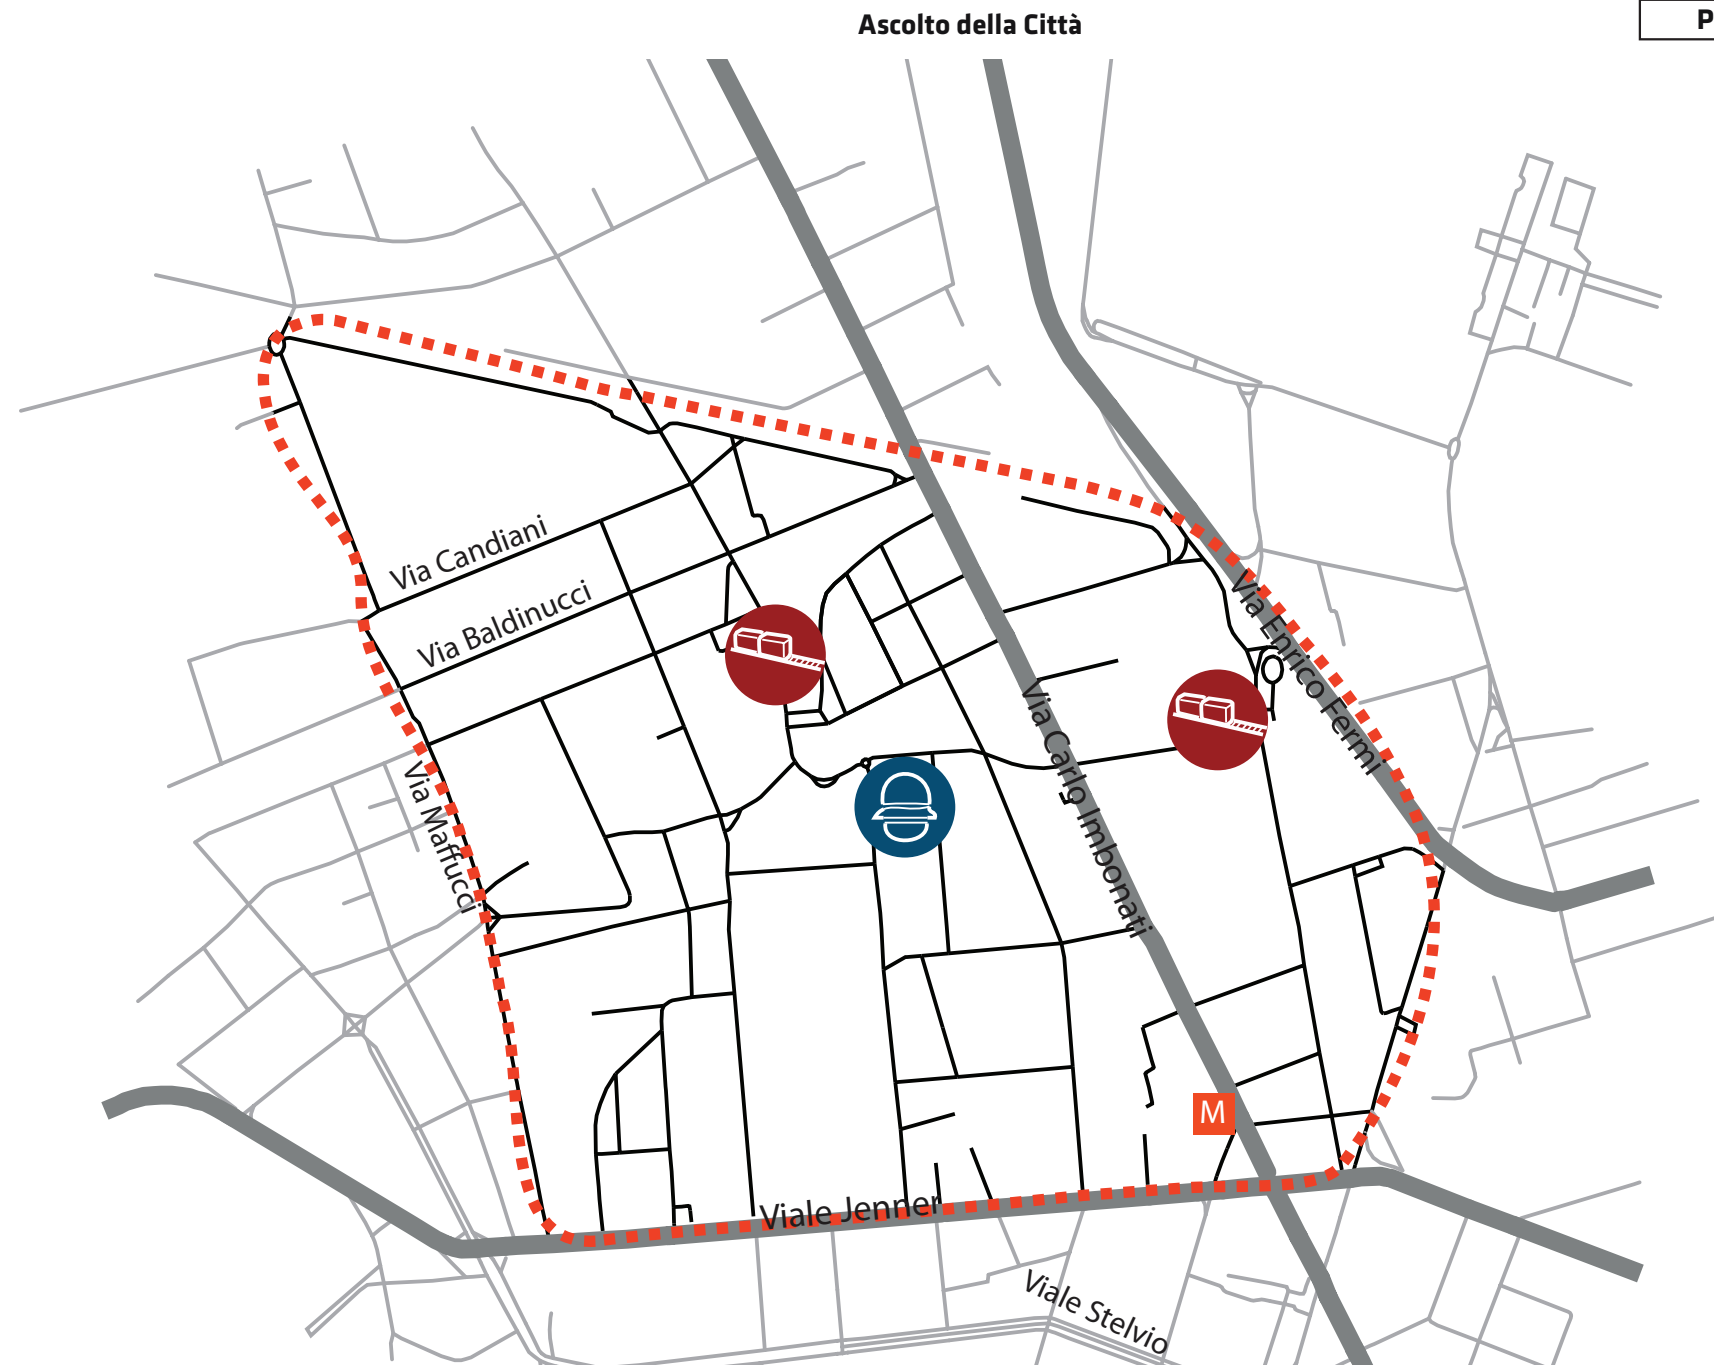 Ascolto della Città
P
Via Candiani
Via Baldinucci
Via Enrico Fermi
Via Carlo Imbonati
Via Maffucci
M
Viale Jenner
Viale Stelvio